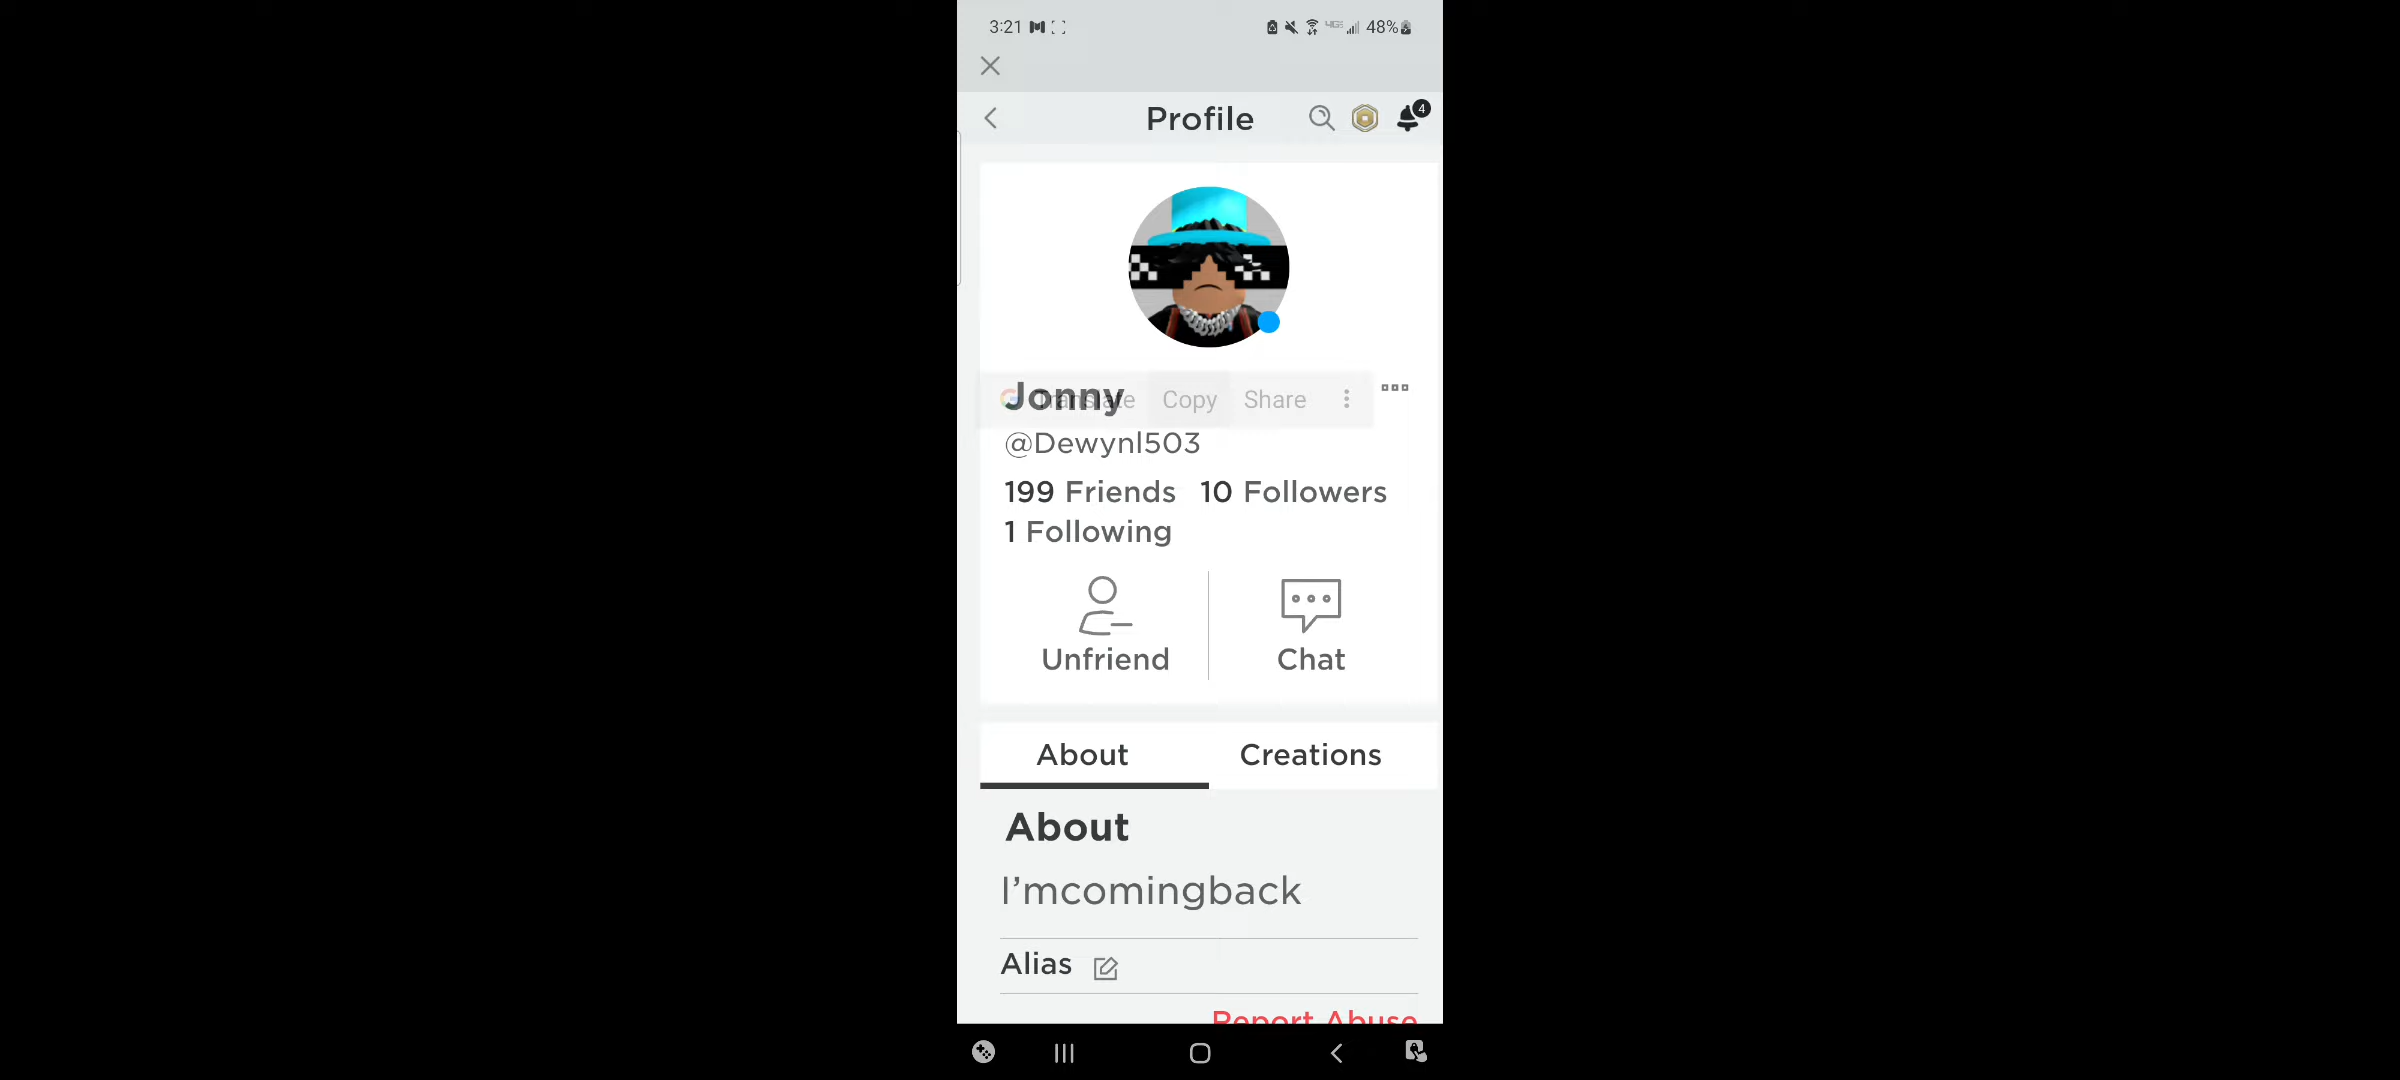 3:21 48%
Profile 4
Jonny
Translate Copy Share
@Dewynl503
199 Friends 10 Followers
1 Following
Unfriend Chat
About Creations
About
I’mcomingback
Alias
Report Abuse